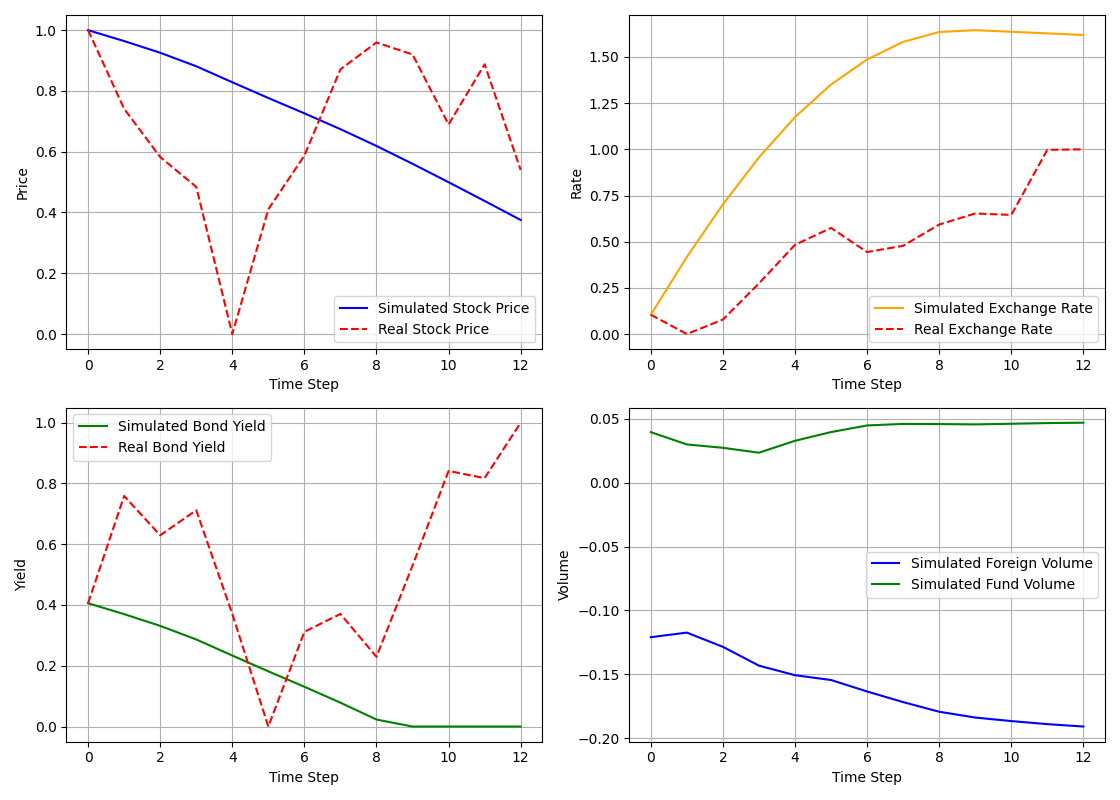 1.0
0.8
0.6
0.4
0.2
0.0
Price
Simulated Stock Price
Real Stock Price
0 2 4 6 8 10 12
Time Step
1.50
1.25
1.00
0.75
0.50
0.25
0.00
Rate
Simulated Exchange Rate
Real Exchange Rate
0 2 4 6 8 10 12
Time Step
1.0
0.8
0.6
0.4
0.2
0.0
Yield
Simulated Bond Yield
Real Bond Yield
0 2 4 6 8 10 12
Time Step
0.05
0.00
−0.05
−0.10
−0.15
−0.20
Volume
Simulated Foreign Volume
Simulated Fund Volume
0 2 4 6 8 10 12
Time Step